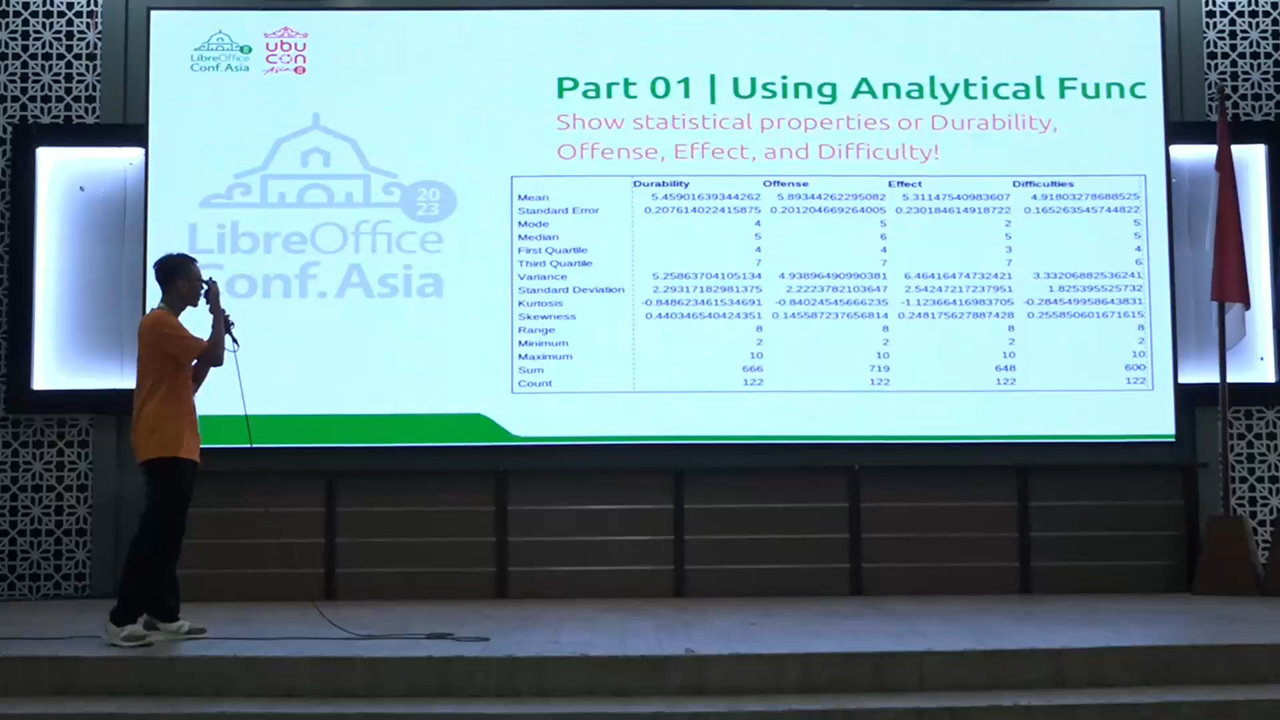 LibreOffice
Conf. Asia
ubu
con
Asia
Part 01 | Using Analytical Func
Show statistical properties or Durability,
Offense, Effect, and Difficulty!
20
23
LibreOffice
Conf. Asia
Durability Offense Effect Difficulties
Mean 5.45901639344262 5.89344262295082 5.31147540983607 4.91803278688525
Standard Error 0.207614022415875 0.201204669264005 0.230184614918722 0.165263545744822
Mode 4 5 2 5
Median 5 6 5 5
First Quartile 4 4 3 4
Third Quartile 7 7 7 6
Variance 5.25863704105134 4.93896490990381 6.46416474732421 3.33206882536241
Standard Deviation 2.29317182981375 2.2223782103647 2.54247217237951 1.825395525732
Kurtosis -0.848623461534691 -0.84024545666235 -1.12366416983705 -0.284549958643831
Skewness 0.440346540424351 0.145587237656814 0.248175627887428 0.255850601671615
Range 8 8 8 8
Minimum 2 2 2 2
Maximum 10 10 10 10
Sum 666 719 648 600
Count 122 122 122 122